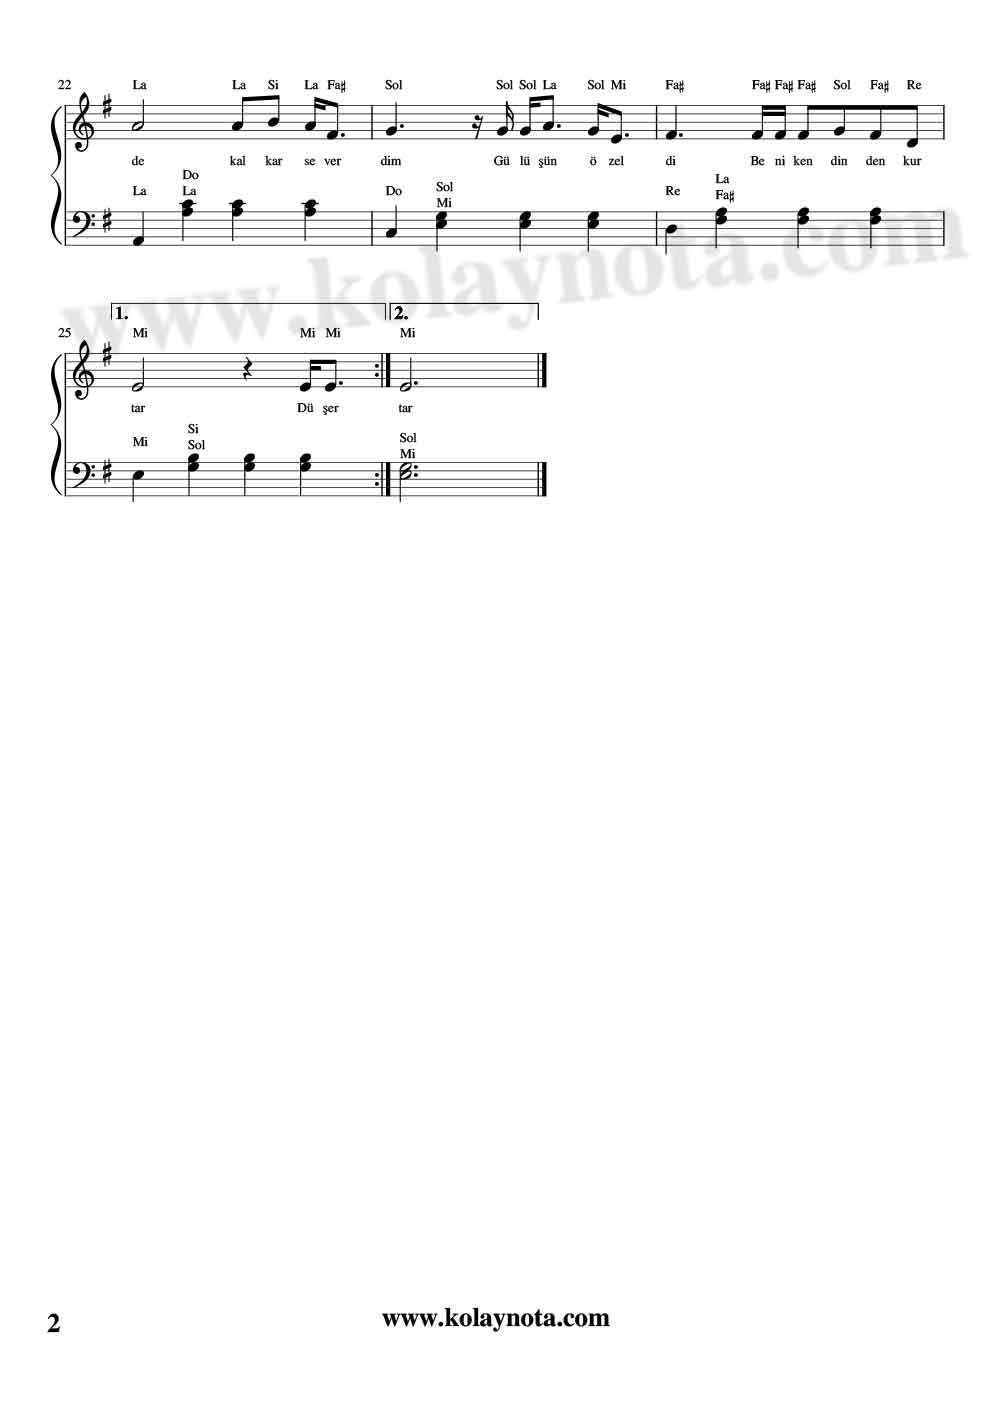 22
La La Si La Fa♯ Sol Sol Sol La Sol Mi Fa♯ Fa♯ Fa♯ Fa♯ Sol Fa♯ Re
de kal kar se ver dim Gü lü şün ö zel di Be ni ken din den kur
Do Sol La
La La Do Mi Re Fa♯
www.kolaynota.com
1. 2.
25
Mi Mi Mi Mi
tar Dü şer tar
Si Sol
Mi Sol Mi
2
www.kolaynota.com